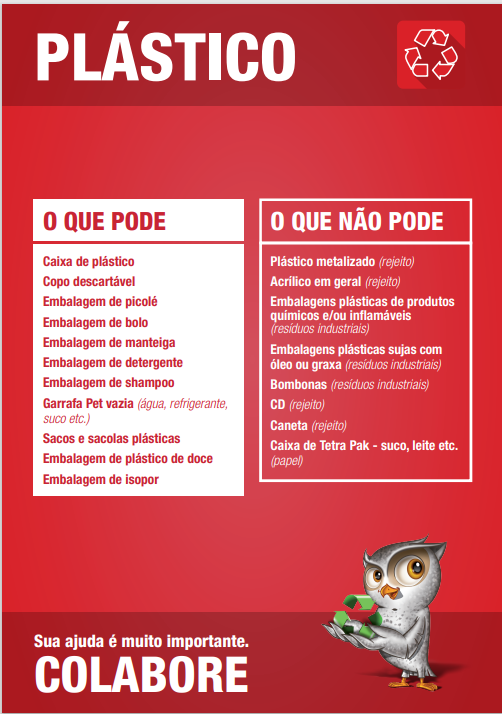 PLÁSTICO
O QUE PODE
Caixa de plástico
Copo descartável
Embalagem de picolé
Embalagem de bolo
Embalagem de manteiga
Embalagem de detergente
Embalagem de shampoo
Garrafa Pet vazia (água, refrigerante,
suco etc.)
Sacos e sacolas plásticas
Embalagem de plástico de doce
Embalagem de isopor
O QUE NÃO PODE
Plástico metalizado (rejeito)
Acrílico em geral (rejeito)
Embalagens plásticas de produtos
químicos e/ou inflamáveis
(resíduos industriais)
Embalagens plásticas sujas com
óleo ou graxa (resíduos industriais)
Bombonas (resíduos industriais)
CD (rejeito)
Caneta (rejeito)
Caixa de Tetra Pak - suco, leite etc.
(papel)
Sua ajuda é muito importante.
COLABORE